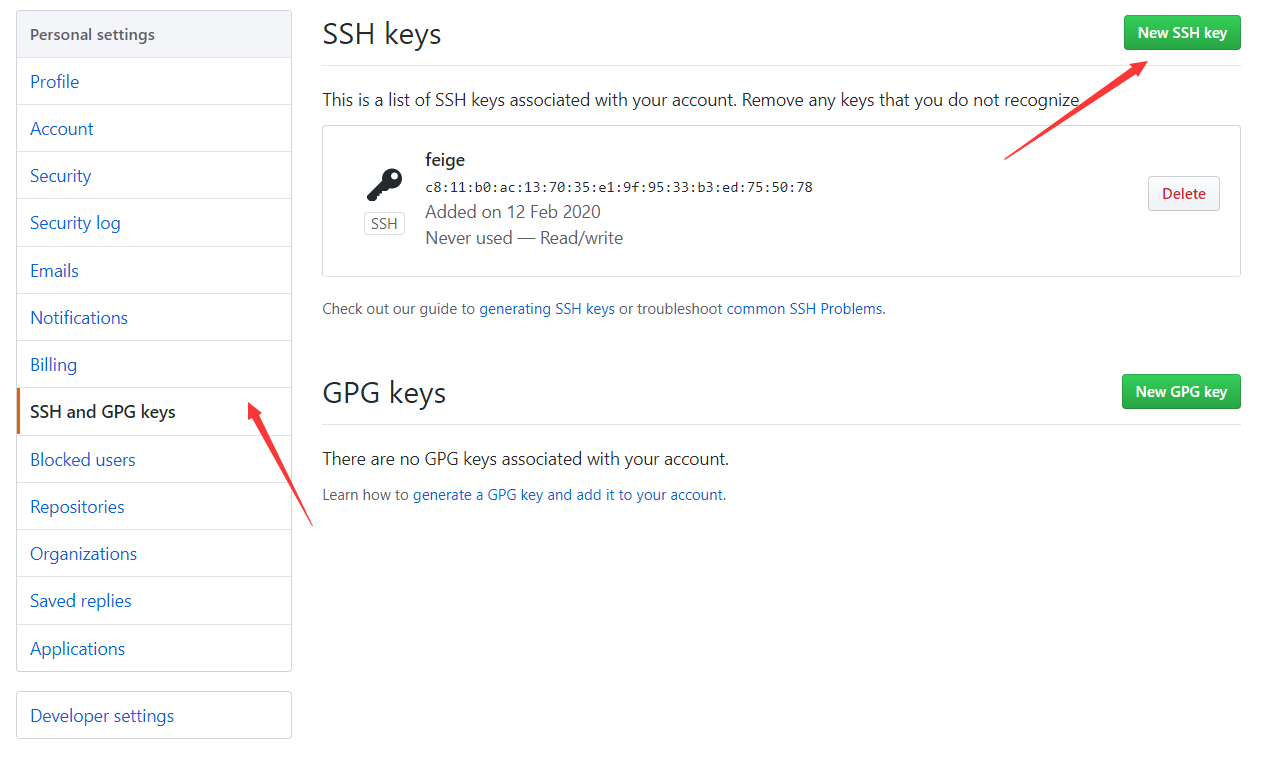 Personal settings
Profile
Account
Security
Security log
Emails
Notifications
Billing
SSH and GPG keys
Blocked users
Repositories
Organizations
Saved replies
Applications
Developer settings
SSH keys
New SSH key
This is a list of SSH keys associated with your account. Remove any keys that you do not recognize.
feige
c8:11:b0:ac:13:70:35:e1:9f:95:33:b3:ed:75:50:78
Added on 12 Feb 2020
Never used — Read/write
SSH
Delete
Check out our guide to generating SSH keys or troubleshoot common SSH Problems.
GPG keys
New GPG key
There are no GPG keys associated with your account.
Learn how to generate a GPG key and add it to your account.